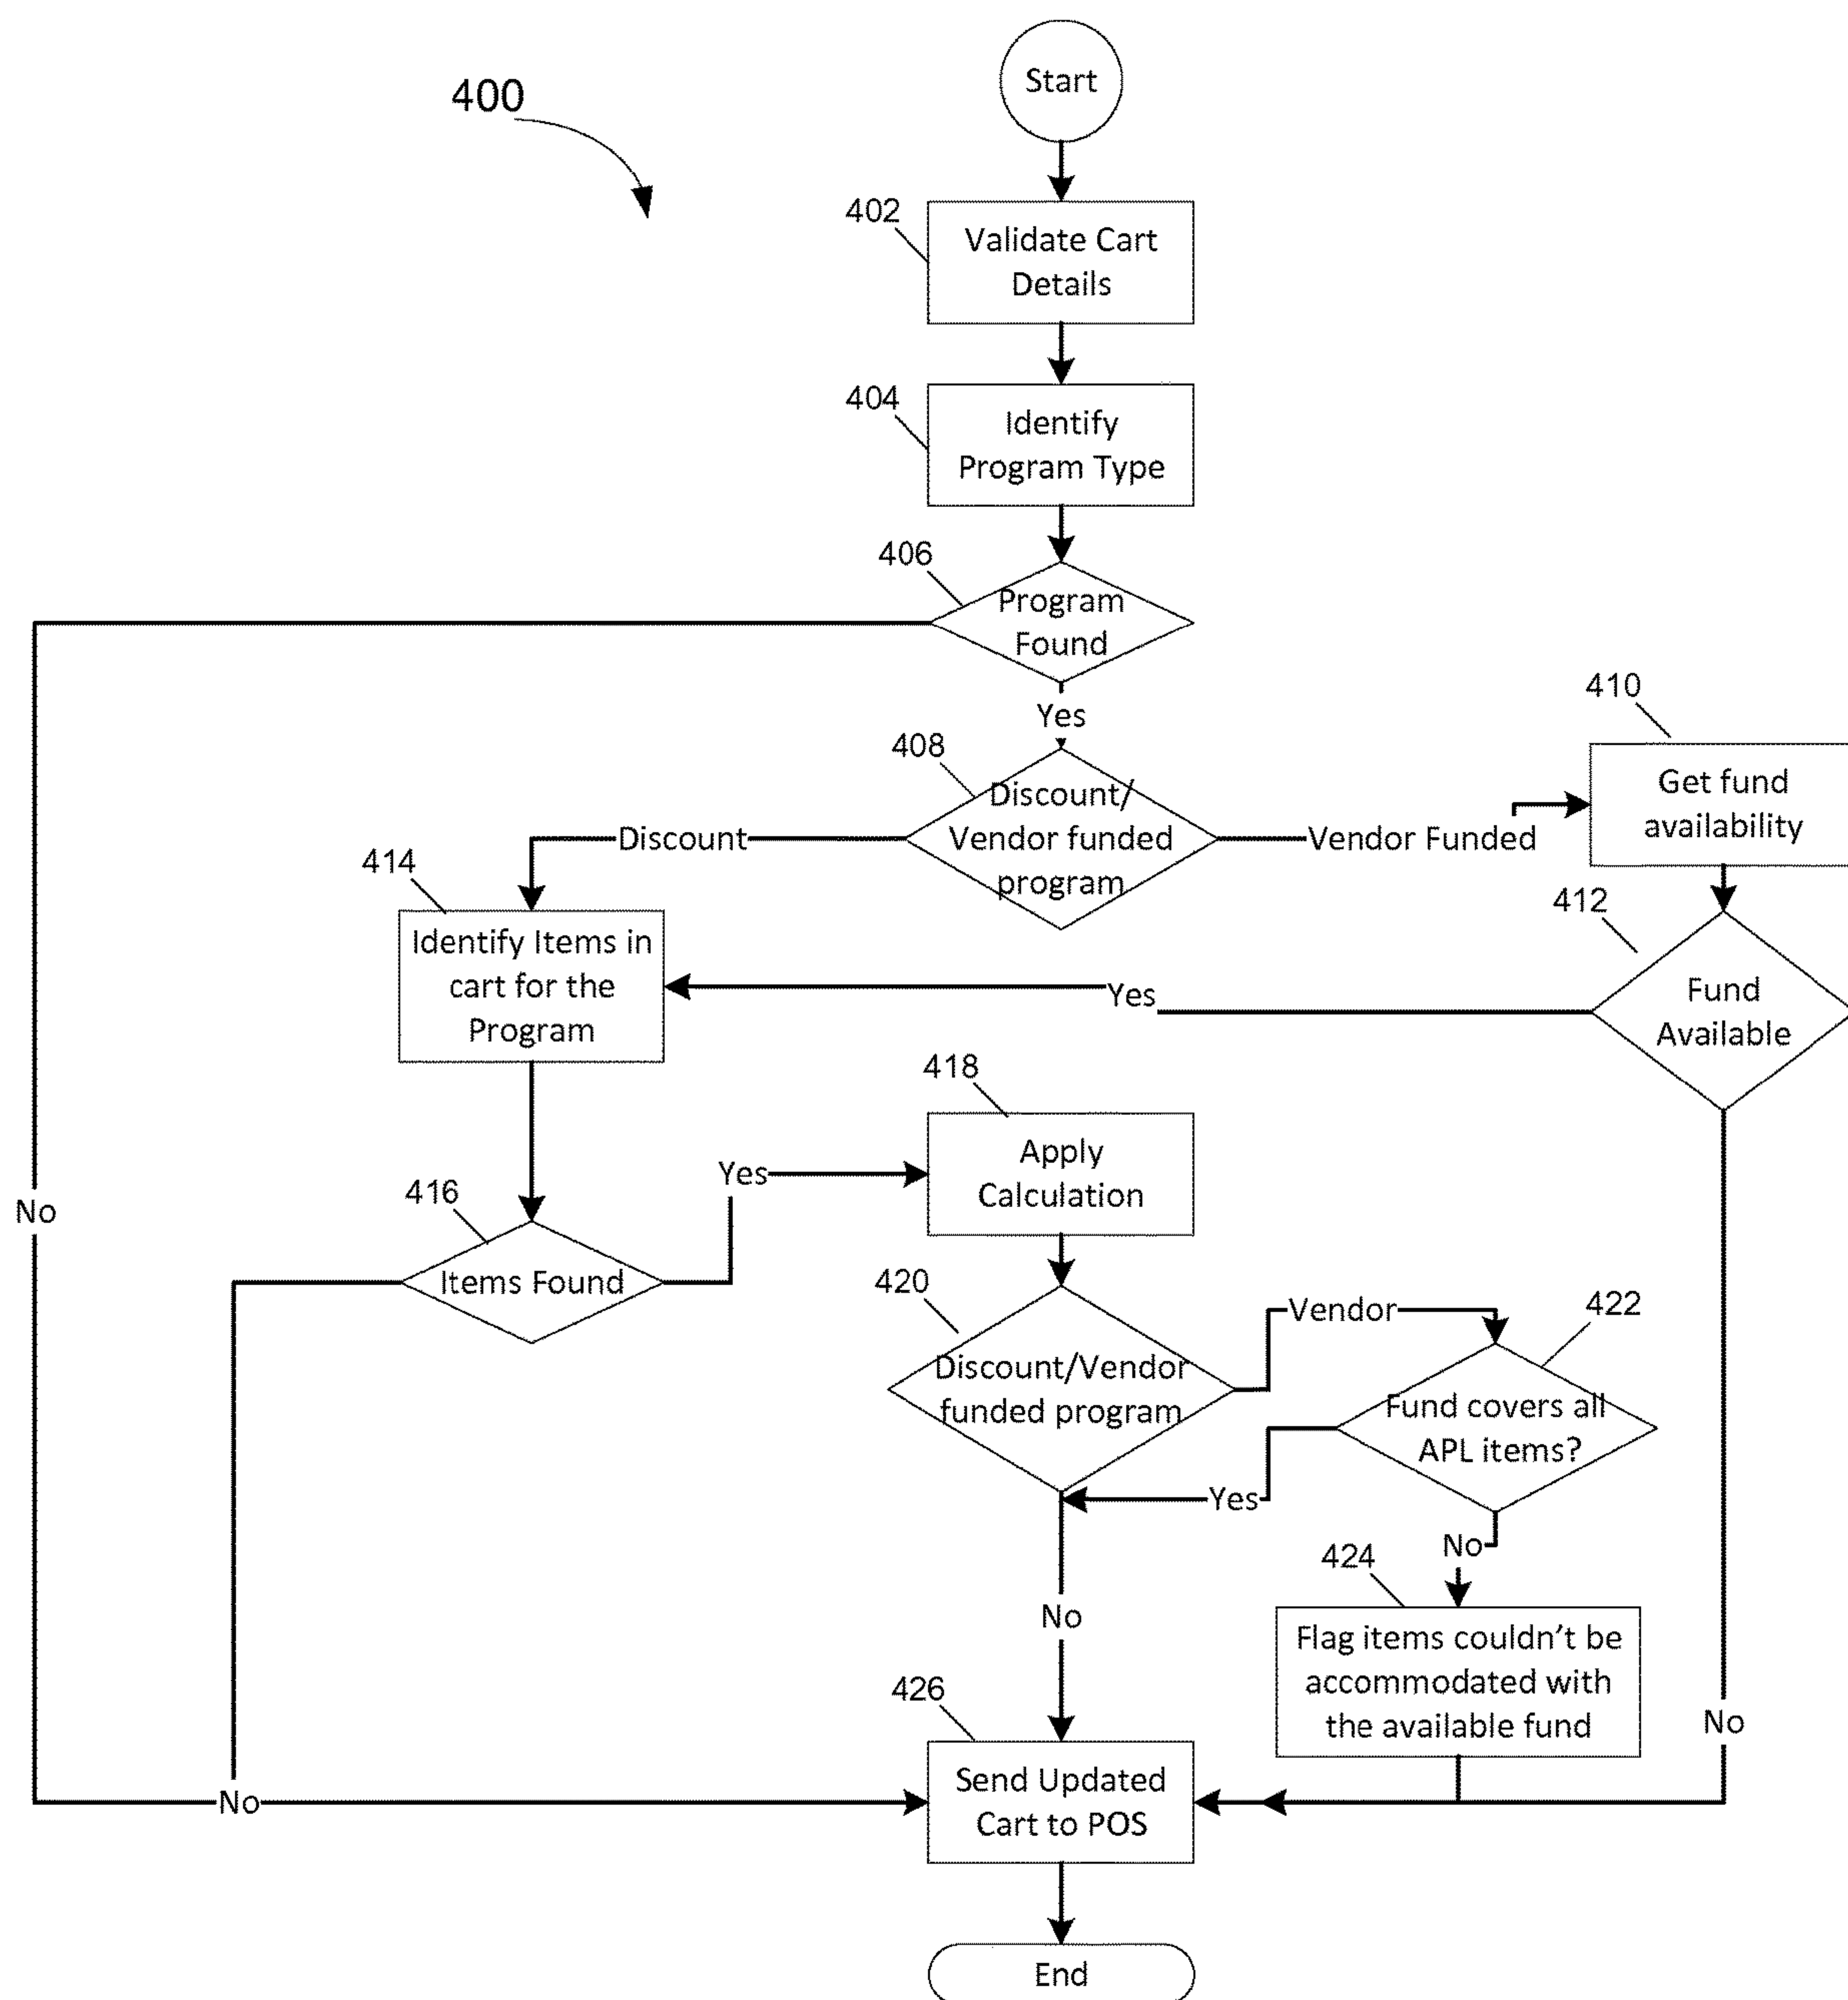 Start
400
402
Validate Cart
Details
404
Identify
Program Type
406
Program
Found
Yes
410
408
Get fund
availability
Discount/
Vendor funded
program
Discount
Vendor Funded
414
412
Identify Items in
cart for the
Program
Yes
Fund
Available
418
Apply
Calculation
Yes
416
No
Items Found
420
Vendor
422
Discount/Vendor
funded program
Fund covers all
APL items?
Yes
No
424
No
Flag items couldn't be
accommodated with
the available fund
426
No
Send Updated
Cart to POS
No
End